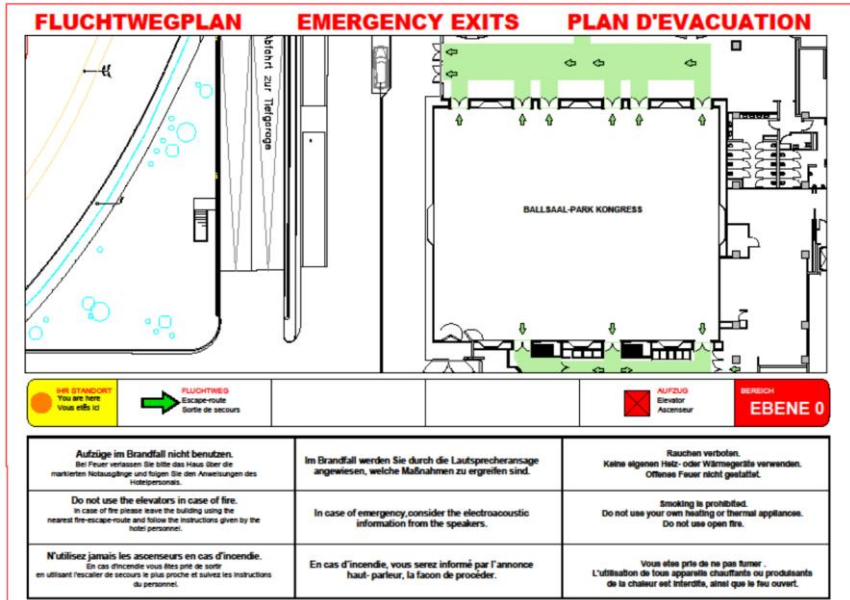 FLUCHTWEGPLAN EMERGENCY EXITS PLAN D'EVACUATION
Abfahrt zur Tiefgarage
BALLSAAL-PARK KONGRESS
IHR STANDORT
You are here
Vous etês ici
FLUCHTWEG
Escape-route
Sortie de secours
AUFZUG
Elevator
Ascenseur
BEREICH
EBENE 0
Aufzüge im Brandfall nicht benutzen.
Bei Feuer verlassen Sie bitte das Haus über die
markierten Notausgänge und folgen Sie den Anweisungen des
Hotelpersonals.
Im Brandfall werden Sie durch die Lautsprecheransage
angewiesen, welche Maßnahmen zu ergreifen sind.
Rauchen verboten.
Keine eigenen Heiz- oder Wärmegeräte verwenden.
Offenes Feuer nicht gestattet.
Do not use the elevators in case of fire.
In case of fire please leave the building using the
nearest fire-escape-route and follow the instructions given by the
hotel personnel.
In case of emergency,consider the electroacoustic
information from the speakers.
Smoking is prohibited.
Do not use your own heating or thermal appliances.
Do not use open fire.
N'utilisez jamais les ascenseurs en cas d'incendie.
En cas d'incendie vous êtes prié de sortir
en utilisant l'escalier de secours le plus proche et suivez les instructions
du personnel.
En cas d'incendie, vous serez informé par l'annonce
haut- parleur, la facon de procéder.
Vous etes prie de ne pas fumer .
L'utilisation de tous appareils chauffants ou produisants
de la chaleur est interdite, ainsi que le feu ouvert.